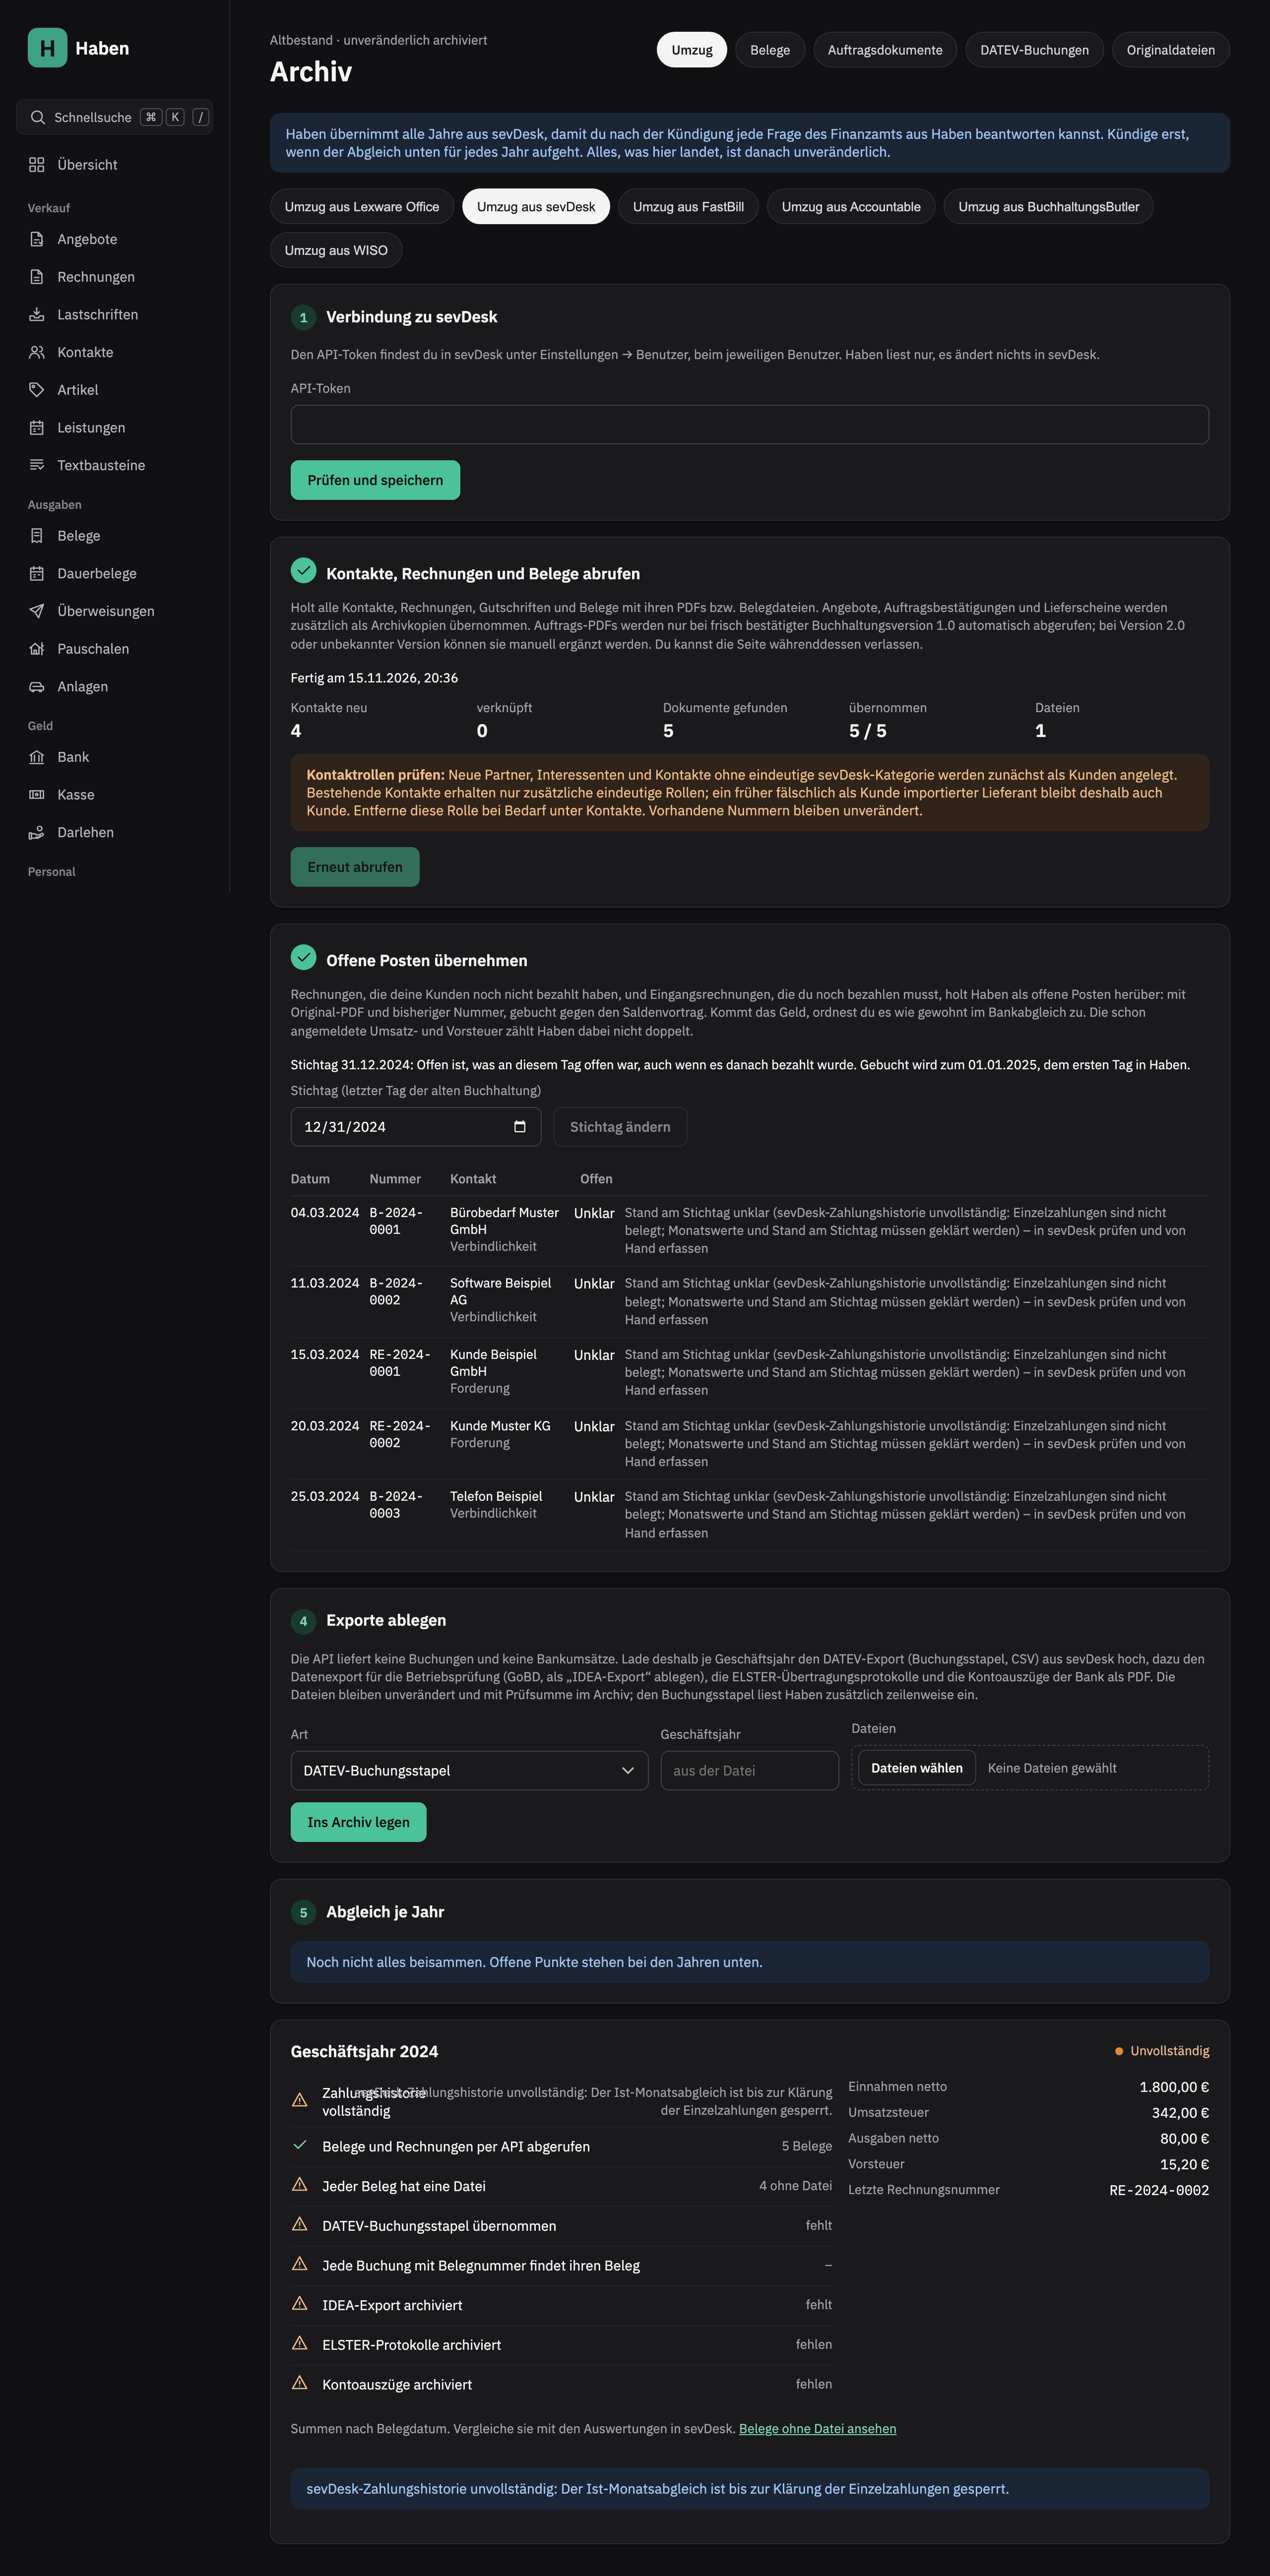 H Haben
Schnellsuche ⌘ K /
Übersicht
Verkauf
Angebote
Rechnungen
Lastschriften
Kontakte
Artikel
Leistungen
Textbausteine
Ausgaben
Belege
Dauerbelege
Überweisungen
Pauschalen
Anlagen
Geld
Bank
Kasse
Darlehen
Personal
Altbestand · unveränderlich archiviert
Archiv
Umzug Belege Auftragsdokumente DATEV-Buchungen Originaldateien
Haben übernimmt alle Jahre aus sevDesk, damit du nach der Kündigung jede Frage des Finanzamts aus Haben beantworten kannst. Kündige erst,
wenn der Abgleich unten für jedes Jahr aufgeht. Alles, was hier landet, ist danach unveränderlich.
Umzug aus Lexware Office Umzug aus sevDesk Umzug aus FastBill Umzug aus Accountable Umzug aus BuchhaltungsButler
Umzug aus WISO
1 Verbindung zu sevDesk
Den API-Token findest du in sevDesk unter Einstellungen → Benutzer, beim jeweiligen Benutzer. Haben liest nur, es ändert nichts in sevDesk.
API-Token
Prüfen und speichern
Kontakte, Rechnungen und Belege abrufen
Holt alle Kontakte, Rechnungen, Gutschriften und Belege mit ihren PDFs bzw. Belegdateien. Angebote, Auftragsbestätigungen und Lieferscheine werden
zusätzlich als Archivkopien übernommen. Auftrags-PDFs werden nur bei frisch bestätigter Buchhaltungsversion 1.0 automatisch abgerufen; bei Version 2.0
oder unbekannter Version können sie manuell ergänzt werden. Du kannst die Seite währenddessen verlassen.
Fertig am 15.11.2026, 20:36
Kontakte neu verknüpft Dokumente gefunden übernommen Dateien
4 0 5 5 / 5 1
Kontaktrollen prüfen: Neue Partner, Interessenten und Kontakte ohne eindeutige sevDesk-Kategorie werden zunächst als Kunden angelegt.
Bestehende Kontakte erhalten nur zusätzliche eindeutige Rollen; ein früher fälschlich als Kunde importierter Lieferant bleibt deshalb auch
Kunde. Entferne diese Rolle bei Bedarf unter Kontakte. Vorhandene Nummern bleiben unverändert.
Erneut abrufen
Offene Posten übernehmen
Rechnungen, die deine Kunden noch nicht bezahlt haben, und Eingangsrechnungen, die du noch bezahlen musst, holt Haben als offene Posten herüber: mit
Original-PDF und bisheriger Nummer, gebucht gegen den Saldenvortrag. Kommt das Geld, ordnest du es wie gewohnt im Bankabgleich zu. Die schon
angemeldete Umsatz- und Vorsteuer zählt Haben dabei nicht doppelt.
Stichtag 31.12.2024: Offen ist, was an diesem Tag offen war, auch wenn es danach bezahlt wurde. Gebucht wird zum 01.01.2025, dem ersten Tag in Haben.
Stichtag (letzter Tag der alten Buchhaltung)
12/31/2024 Stichtag ändern
Datum Nummer Kontakt Offen
04.03.2024 B-2024- Bürobedarf Muster Unklar Stand am Stichtag unklar (sevDesk-Zahlungshistorie unvollständig: Einzelzahlungen sind nicht
0001 GmbH belegt; Monatswerte und Stand am Stichtag müssen geklärt werden) – in sevDesk prüfen und von
Verbindlichkeit Hand erfassen
11.03.2024 B-2024- Software Beispiel Unklar Stand am Stichtag unklar (sevDesk-Zahlungshistorie unvollständig: Einzelzahlungen sind nicht
0002 AG belegt; Monatswerte und Stand am Stichtag müssen geklärt werden) – in sevDesk prüfen und von
Verbindlichkeit Hand erfassen
15.03.2024 RE-2024- Kunde Beispiel Unklar Stand am Stichtag unklar (sevDesk-Zahlungshistorie unvollständig: Einzelzahlungen sind nicht
0001 GmbH belegt; Monatswerte und Stand am Stichtag müssen geklärt werden) – in sevDesk prüfen und von
Forderung Hand erfassen
20.03.2024 RE-2024- Kunde Muster KG Unklar Stand am Stichtag unklar (sevDesk-Zahlungshistorie unvollständig: Einzelzahlungen sind nicht
0002 Forderung belegt; Monatswerte und Stand am Stichtag müssen geklärt werden) – in sevDesk prüfen und von
Hand erfassen
25.03.2024 B-2024- Telefon Beispiel Unklar Stand am Stichtag unklar (sevDesk-Zahlungshistorie unvollständig: Einzelzahlungen sind nicht
0003 Verbindlichkeit belegt; Monatswerte und Stand am Stichtag müssen geklärt werden) – in sevDesk prüfen und von
Hand erfassen
4 Exporte ablegen
Die API liefert keine Buchungen und keine Bankumsätze. Lade deshalb je Geschäftsjahr den DATEV-Export (Buchungsstapel, CSV) aus sevDesk hoch, dazu den
Datenexport für die Betriebsprüfung (GoBD, als „IDEA-Export“ ablegen), die ELSTER-Übertragungsprotokolle und die Kontoauszüge der Bank als PDF. Die
Dateien bleiben unverändert und mit Prüfsumme im Archiv; den Buchungsstapel liest Haben zusätzlich zeilenweise ein.
Art Geschäftsjahr Dateien
DATEV-Buchungsstapel aus der Datei Dateien wählen Keine Dateien gewählt
Ins Archiv legen
5 Abgleich je Jahr
Noch nicht alles beisammen. Offene Punkte stehen bei den Jahren unten.
Geschäftsjahr 2024 Unvollständig
Zahlungshistorie sevDesk-Zahlungshistorie unvollständig: Der Ist-Monatsabgleich ist bis zur Klärung
vollständig der Einzelzahlungen gesperrt.
Belege und Rechnungen per API abgerufen 5 Belege
Jeder Beleg hat eine Datei 4 ohne Datei
DATEV-Buchungsstapel übernommen fehlt
Jede Buchung mit Belegnummer findet ihren Beleg –
IDEA-Export archiviert fehlt
ELSTER-Protokolle archiviert fehlen
Kontoauszüge archiviert fehlen
Einnahmen netto 1.800,00 €
Umsatzsteuer 342,00 €
Ausgaben netto 80,00 €
Vorsteuer 15,20 €
Letzte Rechnungsnummer RE-2024-0002
Summen nach Belegdatum. Vergleiche sie mit den Auswertungen in sevDesk. Belege ohne Datei ansehen
sevDesk-Zahlungshistorie unvollständig: Der Ist-Monatsabgleich ist bis zur Klärung der Einzelzahlungen gesperrt.